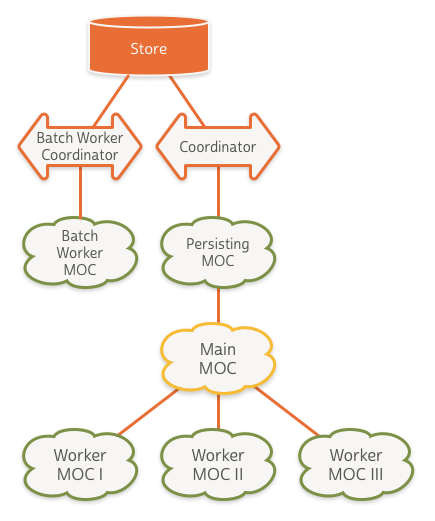 Store
Batch Worker
Coordinator
Coordinator
Batch
Worker
MOC
Persisting
MOC
Main
MOC
Worker
MOC I
Worker
MOC II
Worker
MOC III